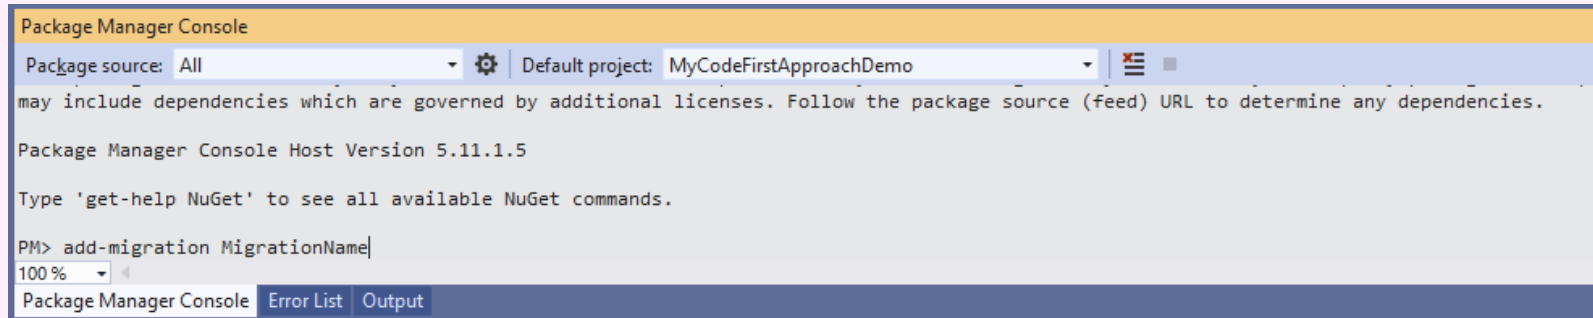 Package Manager Console
Package source: All Default project: MyCodeFirstApproachDemo
may include dependencies which are governed by additional licenses. Follow the package source (feed) URL to determine any dependencies.
Package Manager Console Host Version 5.11.1.5
Type 'get-help NuGet' to see all available NuGet commands.
PM> add-migration MigrationName
100 %
Package Manager Console Error List Output